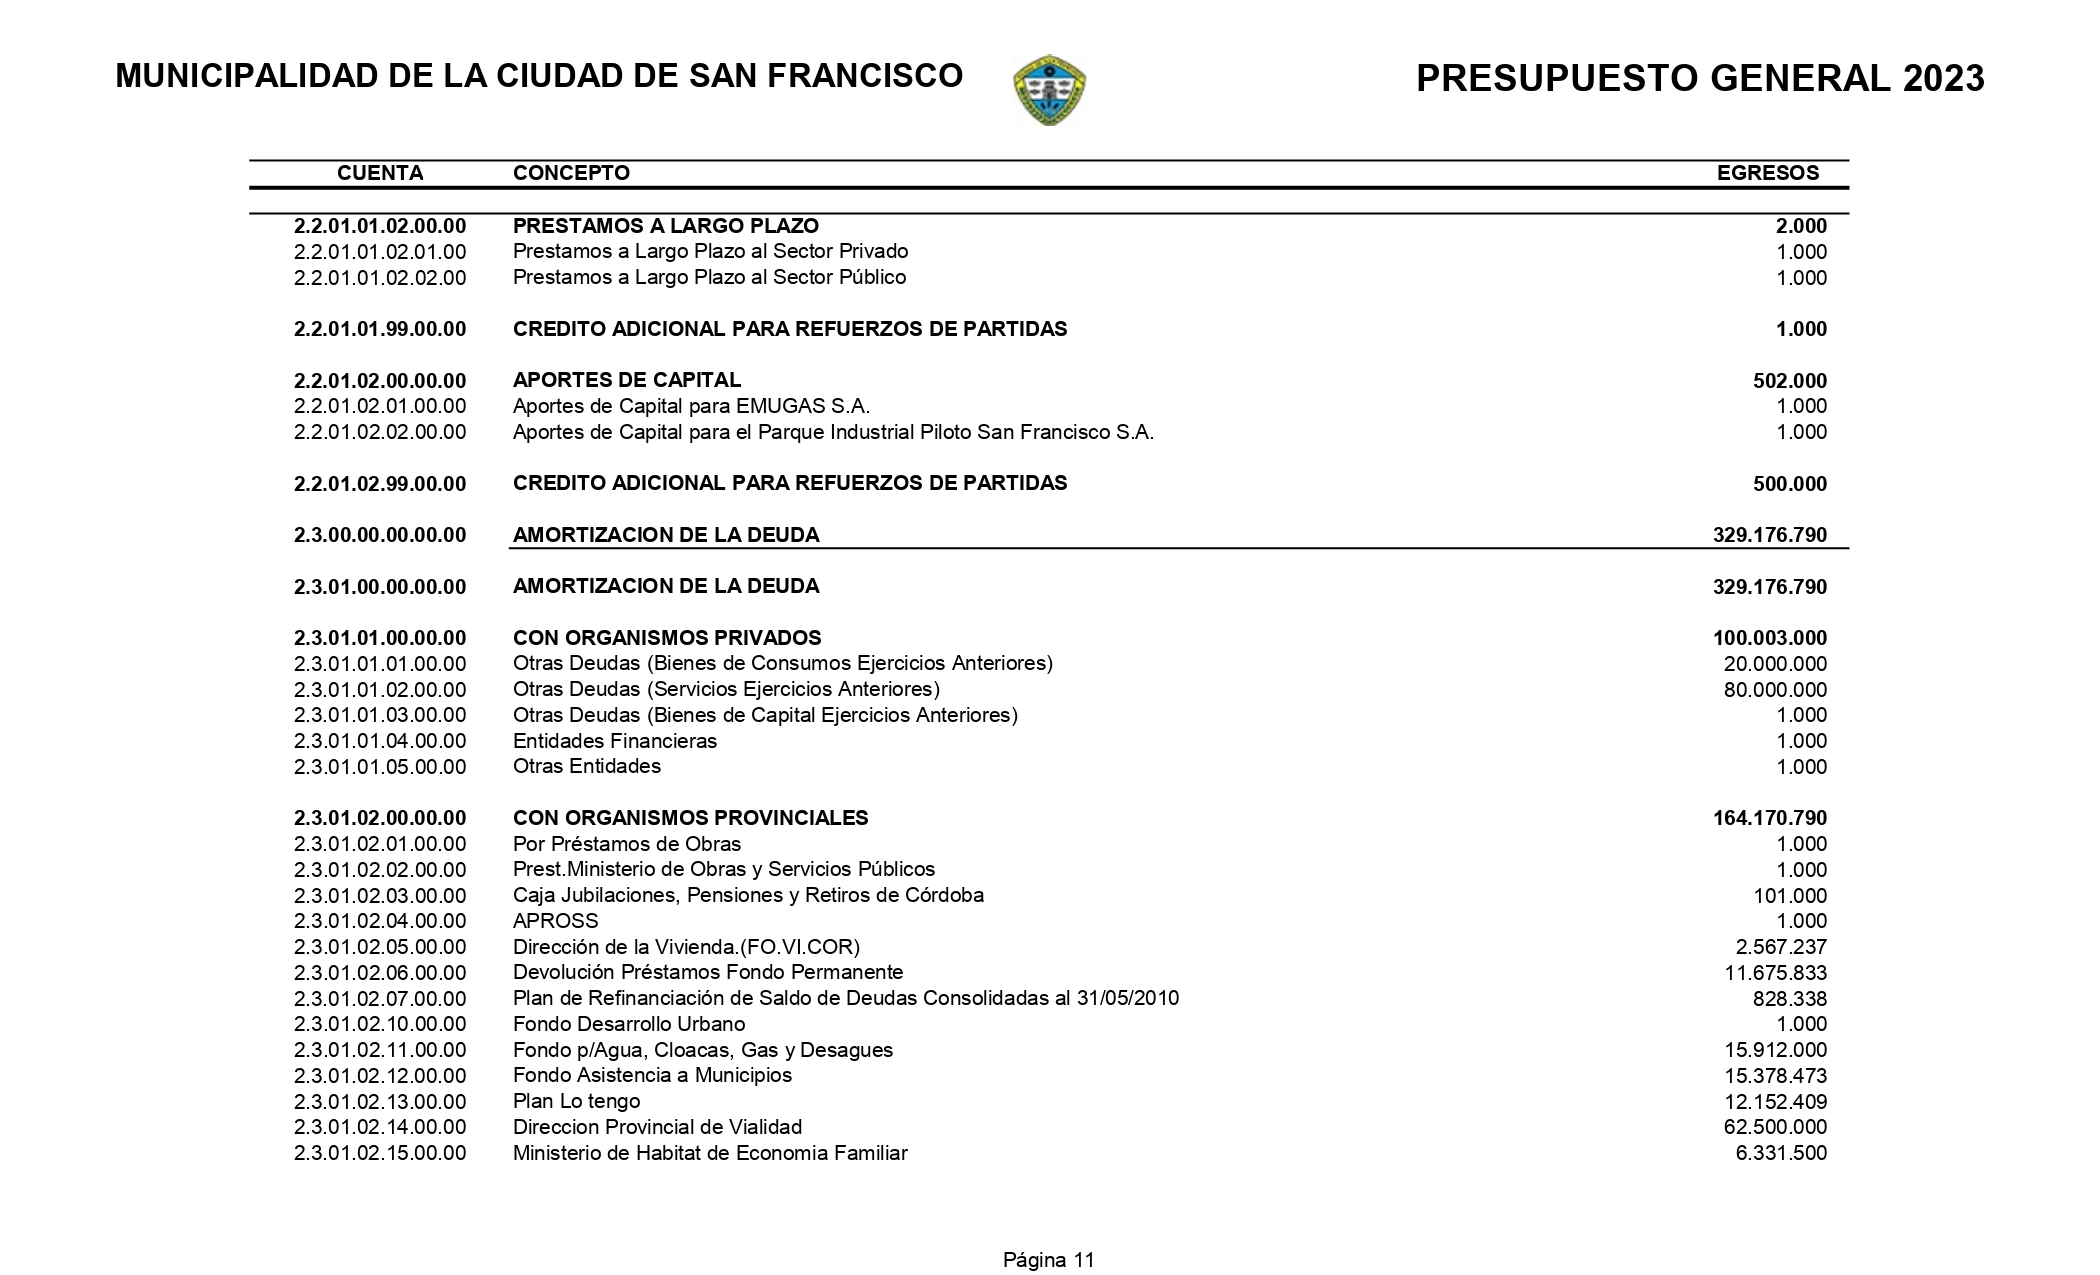 MUNICIPALIDAD DE LA CIUDAD DE SAN FRANCISCO PRESUPUESTO GENERAL 2023
CUENTA CONCEPTO EGRESOS
2.2.01.01.02.00.00 PRESTAMOS A LARGO PLAZO 2.000
2.2.01.01.02.01.00 Prestamos a Largo Plazo al Sector Privado 1.000
2.2.01.01.02.02.00 Prestamos a Largo Plazo al Sector Público 1.000
2.2.01.01.99.00.00 CREDITO ADICIONAL PARA REFUERZOS DE PARTIDAS 1.000
2.2.01.02.00.00.00 APORTES DE CAPITAL 502.000
2.2.01.02.01.00.00 Aportes de Capital para EMUGAS S.A. 1.000
2.2.01.02.02.00.00 Aportes de Capital para el Parque Industrial Piloto San Francisco S.A. 1.000
2.2.01.02.99.00.00 CREDITO ADICIONAL PARA REFUERZOS DE PARTIDAS 500.000
2.3.00.00.00.00.00 AMORTIZACION DE LA DEUDA 329.176.790
2.3.01.00.00.00.00 AMORTIZACION DE LA DEUDA 329.176.790
2.3.01.01.00.00.00 CON ORGANISMOS PRIVADOS 100.003.000
2.3.01.01.01.00.00 Otras Deudas (Bienes de Consumos Ejercicios Anteriores) 20.000.000
2.3.01.01.02.00.00 Otras Deudas (Servicios Ejercicios Anteriores) 80.000.000
2.3.01.01.03.00.00 Otras Deudas (Bienes de Capital Ejercicios Anteriores) 1.000
2.3.01.01.04.00.00 Entidades Financieras 1.000
2.3.01.01.05.00.00 Otras Entidades 1.000
2.3.01.02.00.00.00 CON ORGANISMOS PROVINCIALES 164.170.790
2.3.01.02.01.00.00 Por Préstamos de Obras 1.000
2.3.01.02.02.00.00 Prest.Ministerio de Obras y Servicios Públicos 1.000
2.3.01.02.03.00.00 Caja Jubilaciones, Pensiones y Retiros de Córdoba 101.000
2.3.01.02.04.00.00 APROSS 1.000
2.3.01.02.05.00.00 Dirección de la Vivienda.(FO.VI.COR) 2.567.237
2.3.01.02.06.00.00 Devolución Préstamos Fondo Permanente 11.675.833
2.3.01.02.07.00.00 Plan de Refinanciación de Saldo de Deudas Consolidadas al 31/05/2010 828.338
2.3.01.02.10.00.00 Fondo Desarrollo Urbano 1.000
2.3.01.02.11.00.00 Fondo p/Agua, Cloacas, Gas y Desagues 15.912.000
2.3.01.02.12.00.00 Fondo Asistencia a Municipios 15.378.473
2.3.01.02.13.00.00 Plan Lo tengo 12.152.409
2.3.01.02.14.00.00 Direccion Provincial de Vialidad 62.500.000
2.3.01.02.15.00.00 Ministerio de Habitat de Economia Familiar 6.331.500
Página 11